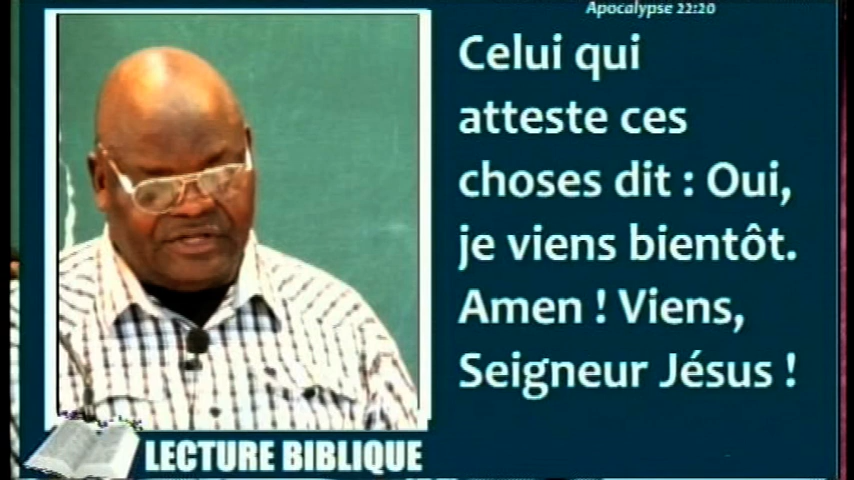 Apocalypse 22:20
Celui qui
atteste ces
choses dit : Oui,
je viens bientôt.
Amen ! Viens,
Seigneur Jésus !
LECTURE BIBLIQUE